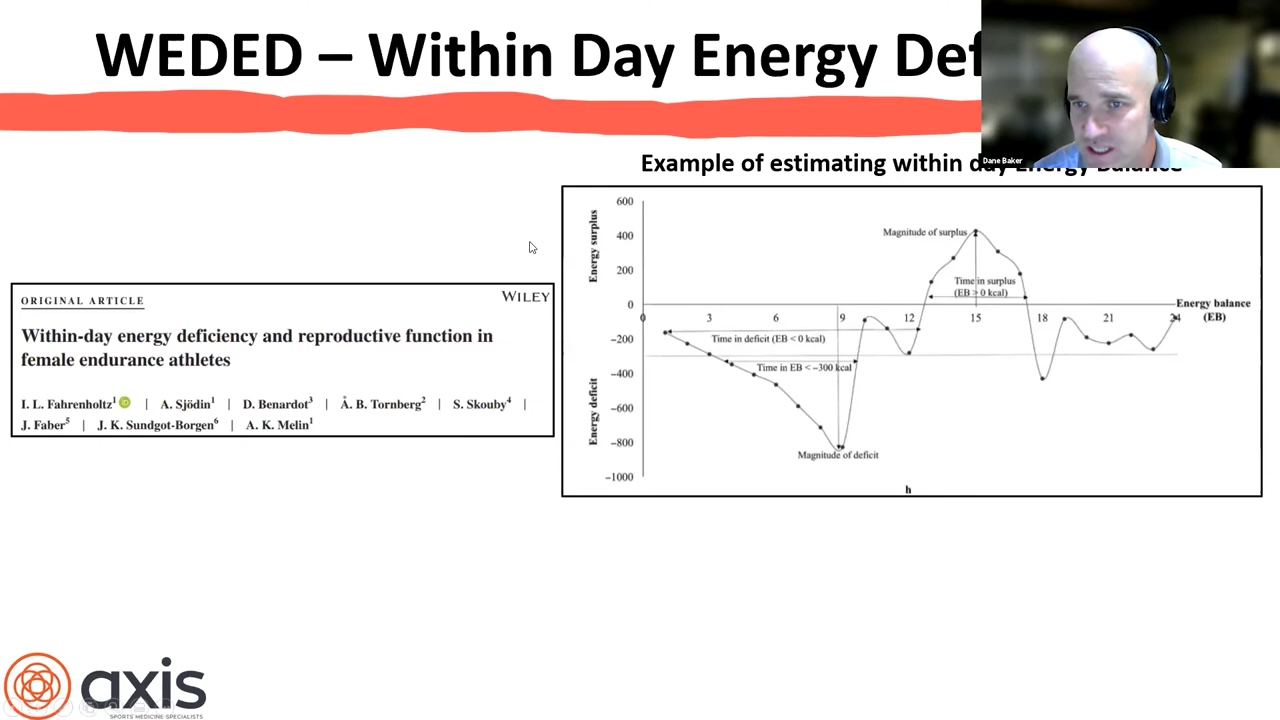 WEDED – Within Day Energy Def
Dane Baker
Example of estimating within day Energy Balance
ORIGINAL ARTICLE
WILEY
Within-day energy deficiency and reproductive function in
female endurance athletes
I. L. Fahrenholtz1 | A. Sjödin1 | D. Benardot3 | Å. B. Tornberg2 | S. Skouby4 |
J. Faber5 | J. K. Sundgot-Borgen6 | A. K. Melin1
Energy surplus
Energy deficit
600
400
200
0
−200
−400
−600
−800
−1000
Magnitude of surplus
Time in surplus
(EB > 0 kcal)
Energy balance
(EB)
0 3 6 9 12 15 18 21 24
Time in deficit (EB < 0 kcal)
Time in EB < −300 kcal
Magnitude of deficit
h
axis
SPORTS MEDICINE SPECIALISTS